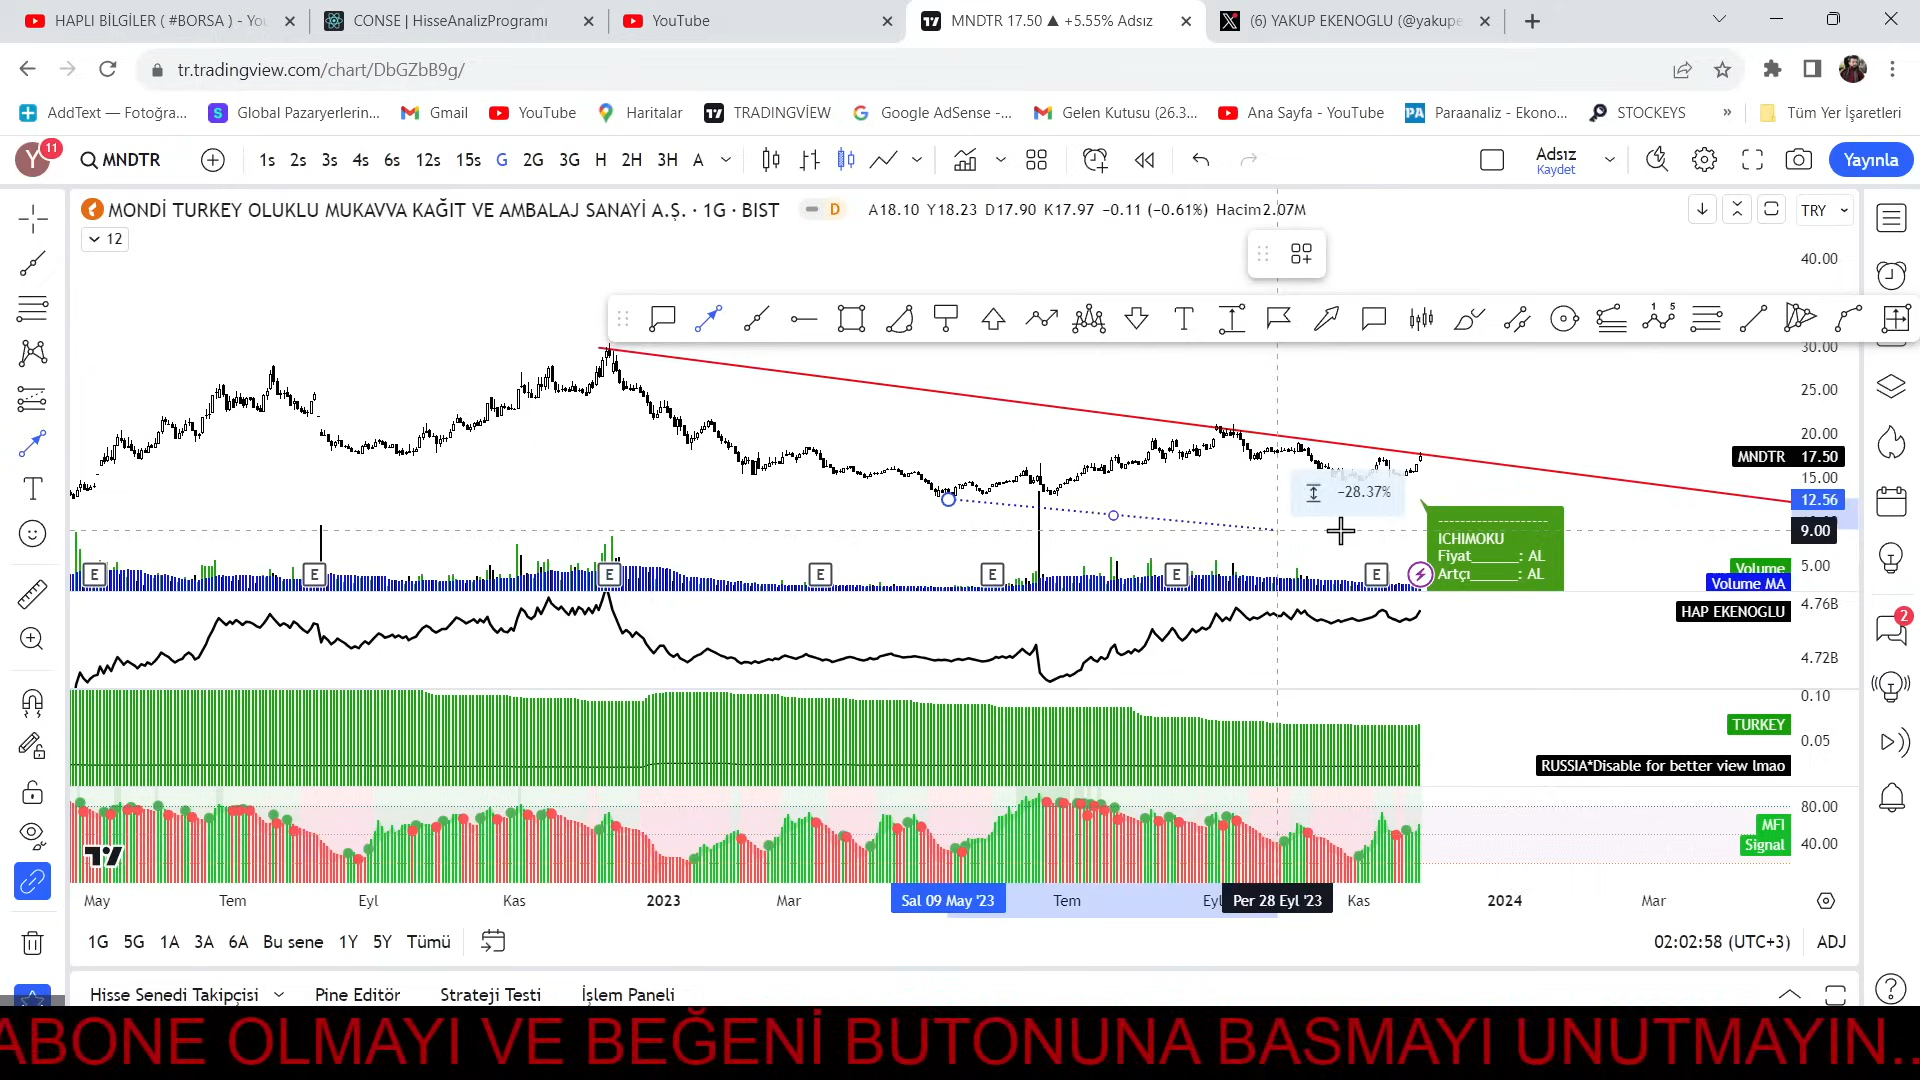 HAPLI BİLGİLER ( #BORSA ) - You
CONSE | HisseAnalizProgramı
YouTube
MNDTR 17.50 ▲ +5.55% Adsız
(6) YAKUP EKENOGLU (@yakupe
tr.tradingview.com/chart/DbGZbB9g/
AddText — Fotoğra...
Global Pazaryerlerin...
Gmail
YouTube
Haritalar
TRADINGVİEW
Google AdSense -...
Gelen Kutusu (26.3...
Ana Sayfa - YouTube
Paraanaliz - Ekono...
STOCKEYS
»
Tüm Yer İşaretleri
Y
11
MNDTR
1s 2s 3s 4s 6s 12s 15s G 2G 3G H 2H 3H A
Adsız
Kaydet
Yayınla
MONDİ TURKEY OLUKLU MUKAVVA KAĞIT VE AMBALAJ SANAYİ A.Ş. · 1G · BIST
D
A18.10 Y18.23 D17.90 K17.97 −0.11 (−0.61%) Hacim2.07M
TRY
12
40.00
30.00
25.00
20.00
MNDTR 17.50
15.00
−28.37%
12.56
9.00
--------------------
ICHIMOKU
Fiyat______: AL
Artçı______: AL
5.00
Volume
Volume MA
E
E
E
E
E
E
E
4.76B
HAP EKENOGLU
4.72B
0.10
TURKEY
0.05
RUSSIA*Disable for better view lmao
80.00
MFI
Signal
40.00
May
Tem
Eyl
Kas
2023
Mar
Sal 09 May '23
Tem
Eyl
Per 28 Eyl '23
Kas
2024
Mar
1G 5G 1A 3A 6A Bu sene 1Y 5Y Tümü
02:02:58 (UTC+3)
ADJ
2
Hisse Senedi Takipçisi
Pine Editör
Strateji Testi
İşlem Paneli
ABONE OLMAYI VE BEĞENİ BUTONUNA BASMAYI UNUTMAYIN..